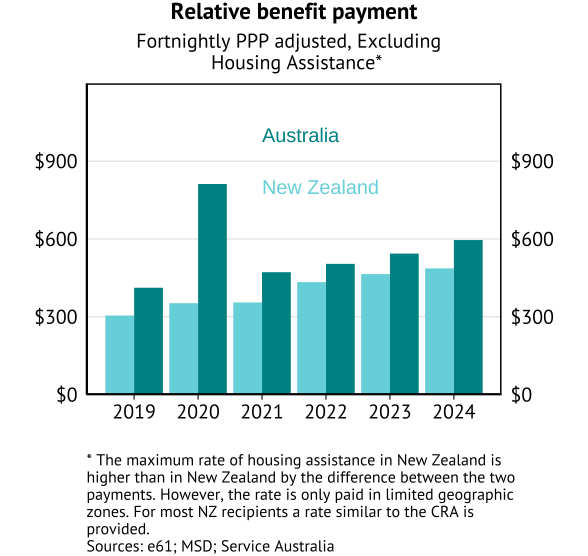 Relative benefit payment
Fortnightly PPP adjusted, Excluding
Housing Assistance*
Australia
New Zealand
$900 $900
$600 $600
$300 $300
$0 $0
2019 2020 2021 2022 2023 2024
* The maximum rate of housing assistance in New Zealand is
higher than in New Zealand by the difference between the two
payments. However, the rate is only paid in limited geographic
zones. For most NZ recipients a rate similar to the CRA is
provided.
Sources: e61; MSD; Service Australia